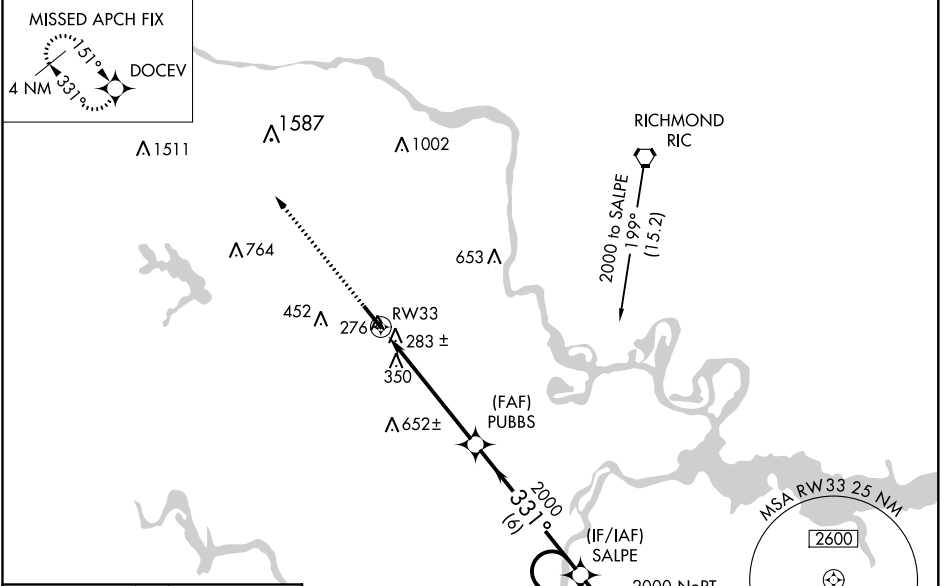 MISSED APCH FIX
151°
DOCEV
4 NM
331°
1511
1587
1002
RICHMOND
RIC
2000 to SALPE
199°
(15.2)
764
653
452
276
RW33
283 ±
350
(FAF)
PUBBS
652±
2000
331°
(6)
(IF/IAF)
SALPE
MSA RW33 25 NM
2600
2000 NoPT